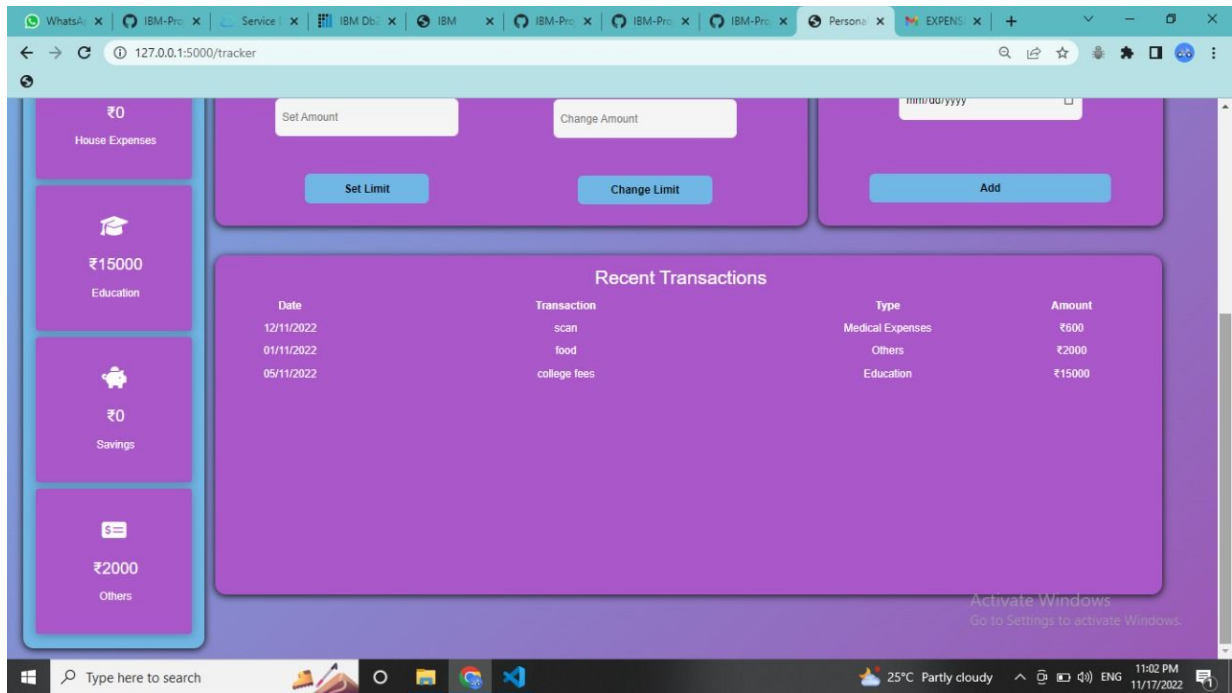 WhatsA
IBM-Pro
Service
IBM Db2
IBM
IBM-Pro
IBM-Pro
IBM-Pro
Persona
EXPENS
127.0.0.1:5000/tracker
₹0
House Expenses
₹15000
Education
₹0
Savings
₹2000
Others
Set Amount
Change Amount
mm/dd/yyyy
Set Limit
Change Limit
Add
Recent Transactions
Date Transaction Type Amount
12/11/2022 scan Medical Expenses ₹600
01/11/2022 food Others ₹2000
05/11/2022 college fees Education ₹15000
Activate Windows
Go to Settings to activate Windows.
Type here to search
25°C Partly cloudy
ENG
11:02 PM
11/17/2022
1